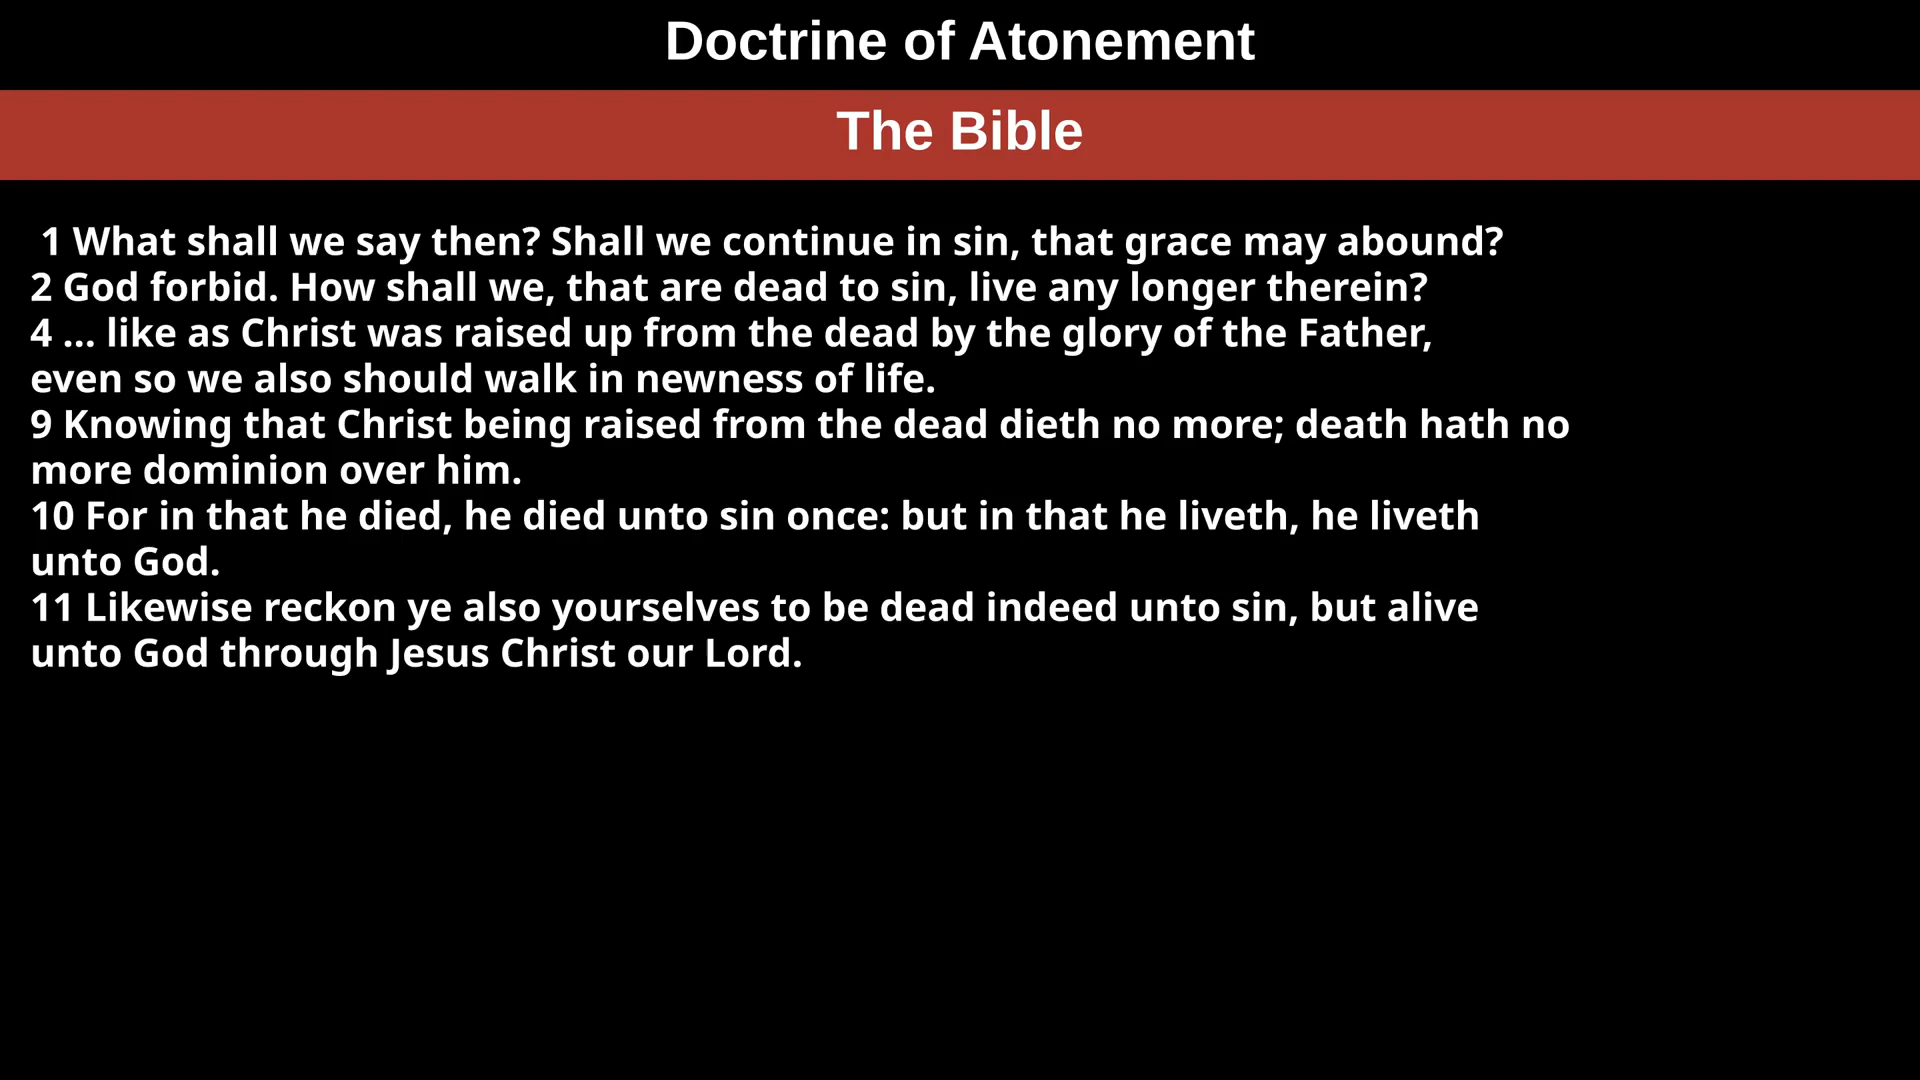 Doctrine of Atonement
The Bible
1 What shall we say then? Shall we continue in sin, that grace may abound?
2 God forbid. How shall we, that are dead to sin, live any longer therein?
4 ... like as Christ was raised up from the dead by the glory of the Father,
even so we also should walk in newness of life.
9 Knowing that Christ being raised from the dead dieth no more; death hath no
more dominion over him.
10 For in that he died, he died unto sin once: but in that he liveth, he liveth
unto God.
11 Likewise reckon ye also yourselves to be dead indeed unto sin, but alive
unto God through Jesus Christ our Lord.